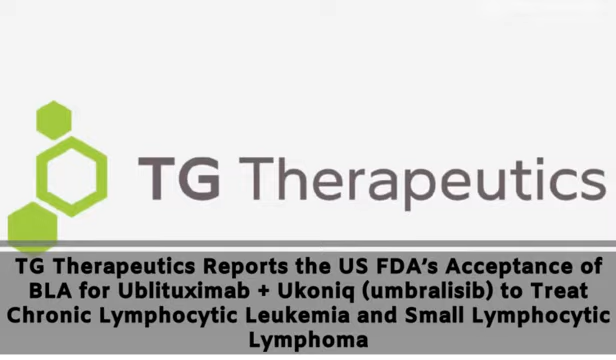 TG Therapeutics
TG Therapeutics Reports the US FDA’s Acceptance of
BLA for Ublituximab + Ukoniq (umbralisib) to Treat
Chronic Lymphocytic Leukemia and Small Lymphocytic
Lymphoma